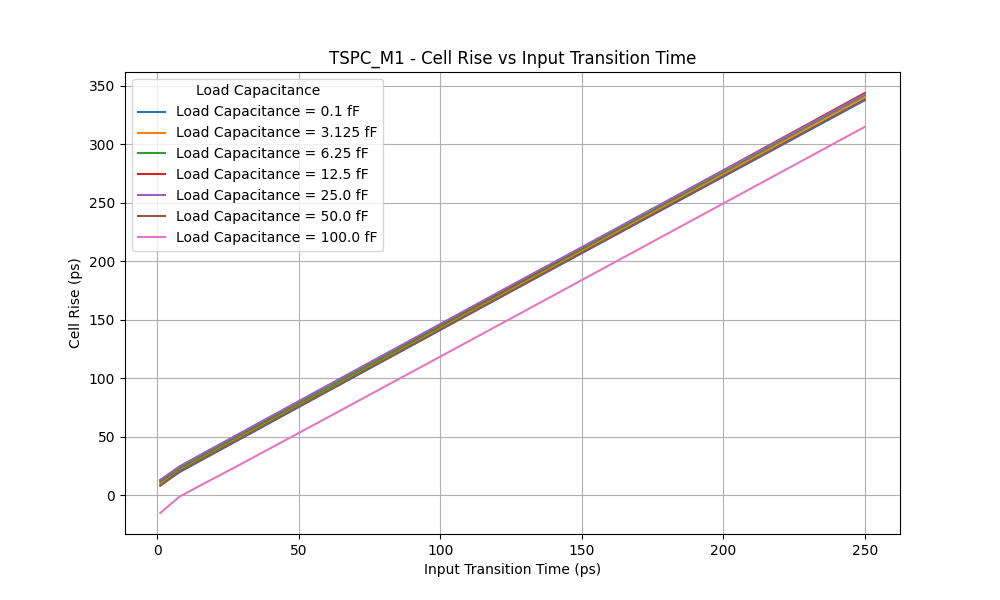 TSPC_M1 - Cell Rise vs Input Transition Time
Load Capacitance
Load Capacitance = 0.1 fF
Load Capacitance = 3.125 fF
Load Capacitance = 6.25 fF
Load Capacitance = 12.5 fF
Load Capacitance = 25.0 fF
Load Capacitance = 50.0 fF
Load Capacitance = 100.0 fF
Cell Rise (ps)
350
300
250
200
150
100
50
0
0 50 100 150 200 250
Input Transition Time (ps)